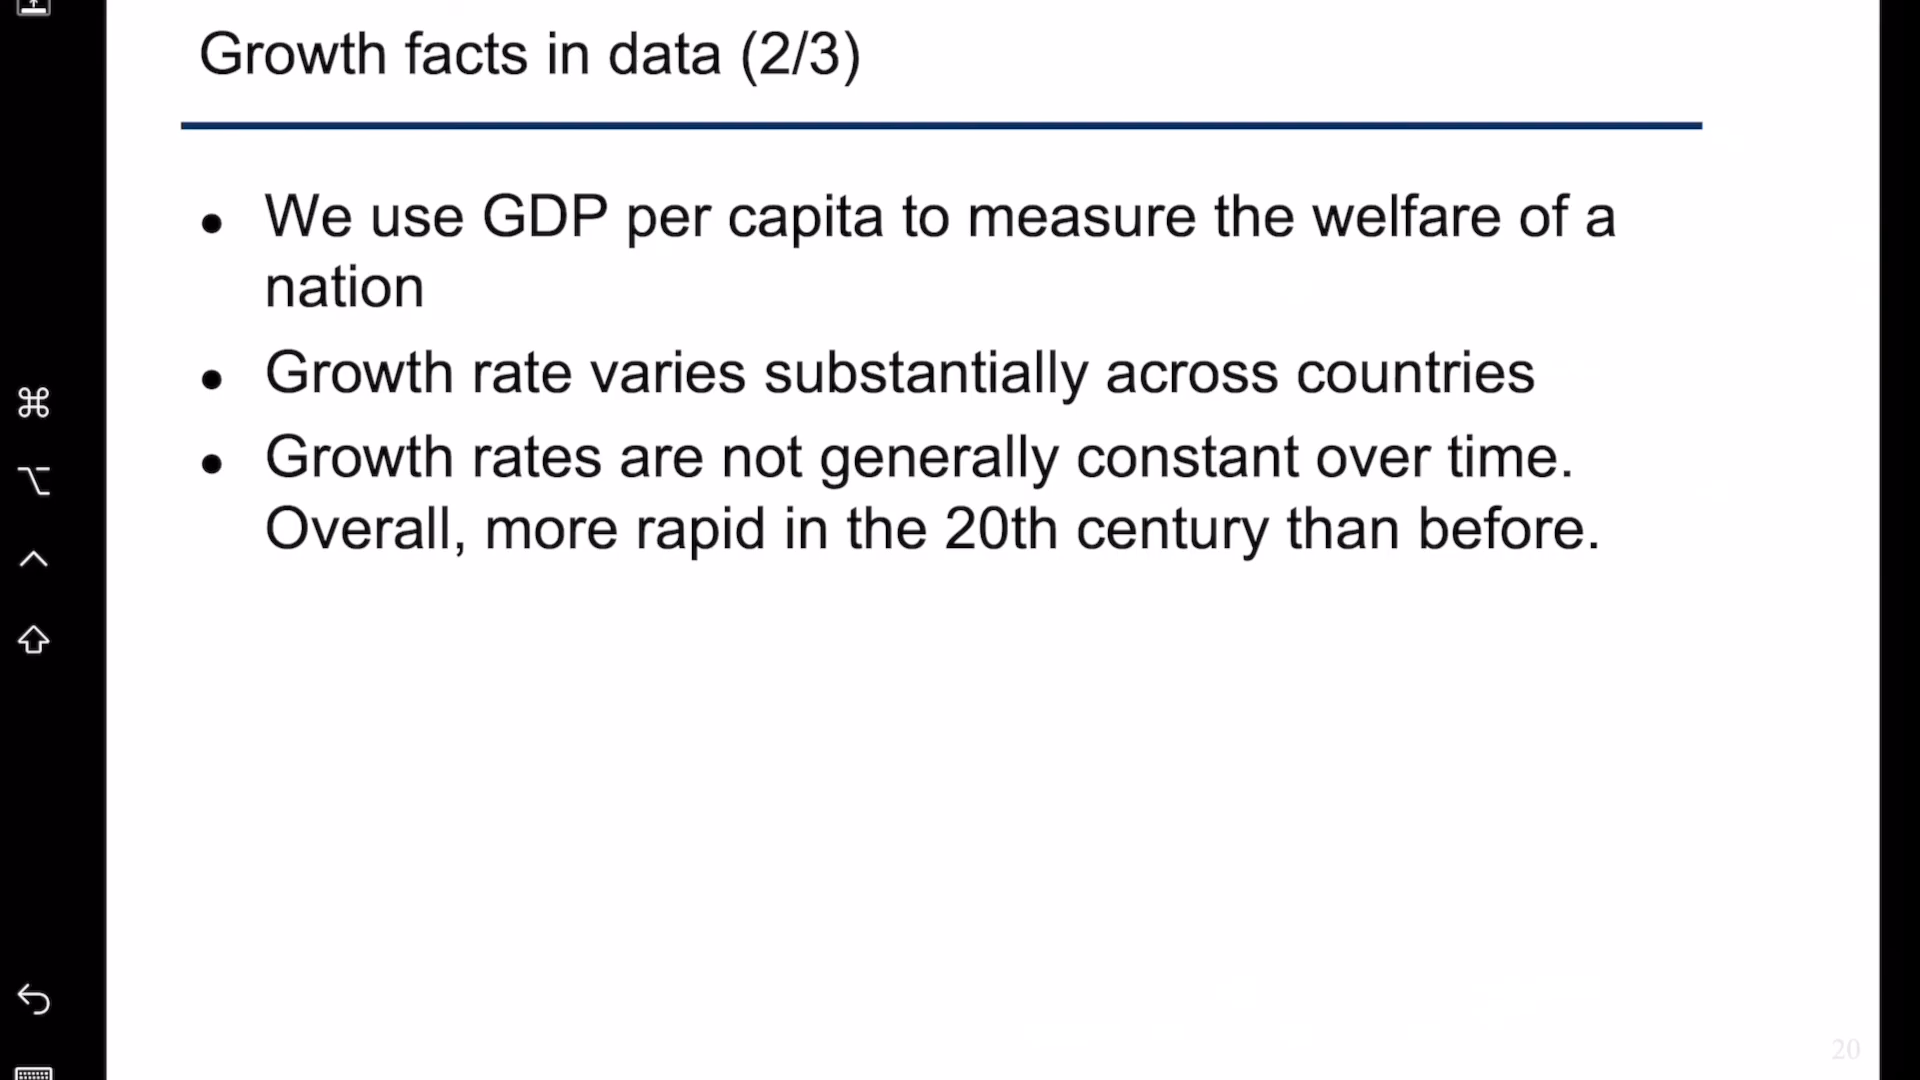 Growth facts in data (2/3)
• We use GDP per capita to measure the welfare of a
nation
• Growth rate varies substantially across countries
• Growth rates are not generally constant over time.
Overall, more rapid in the 20th century than before.
20